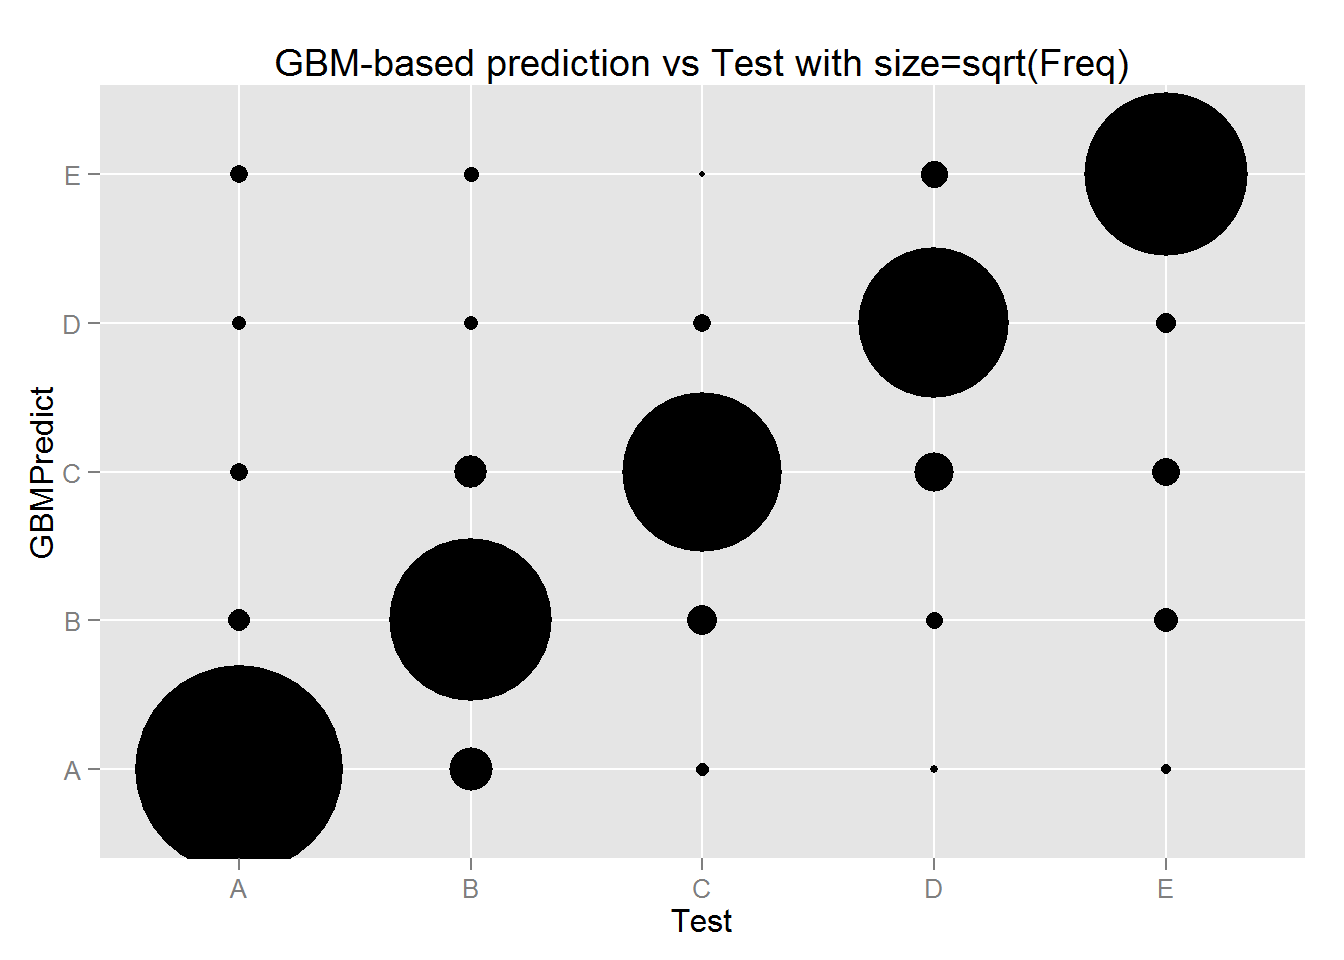 GBM-based prediction vs Test with size=sqrt(Freq)
E
D
C
B
A
GBMPredict
A B C D E
Test